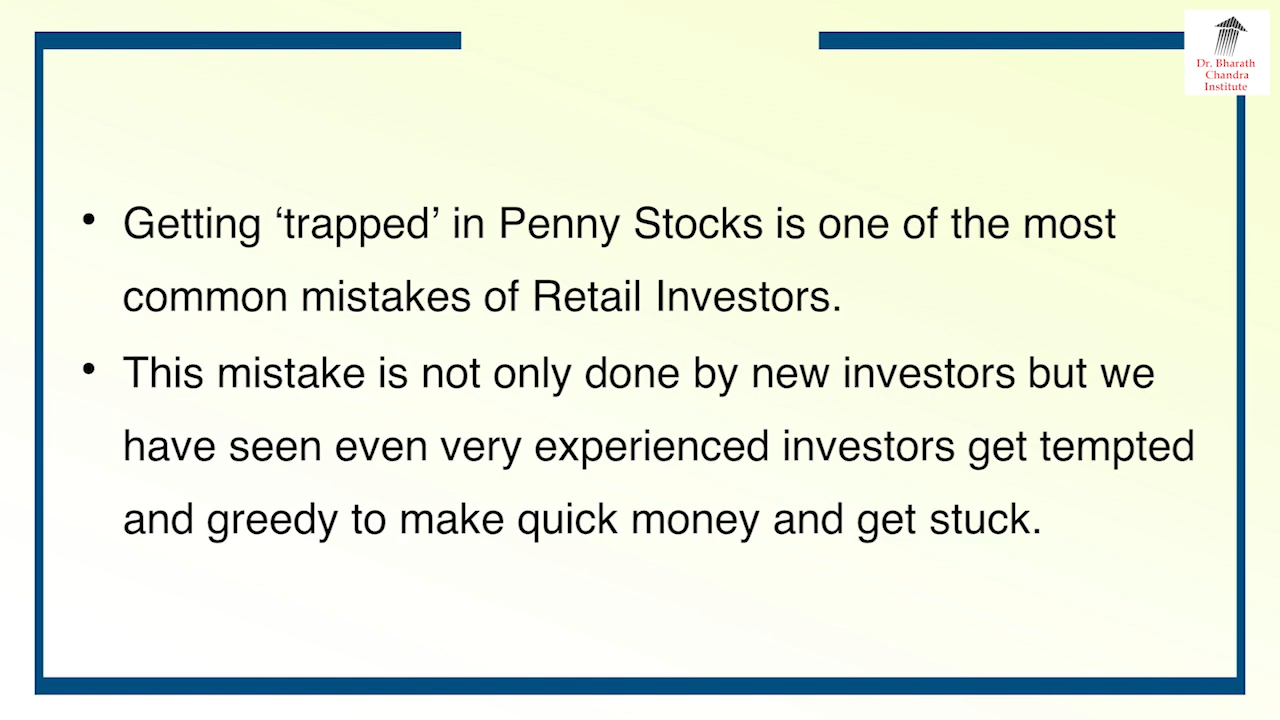 Dr. Bharath
Chandra
Institute
• Getting ‘trapped’ in Penny Stocks is one of the most
common mistakes of Retail Investors.
• This mistake is not only done by new investors but we
have seen even very experienced investors get tempted
and greedy to make quick money and get stuck.